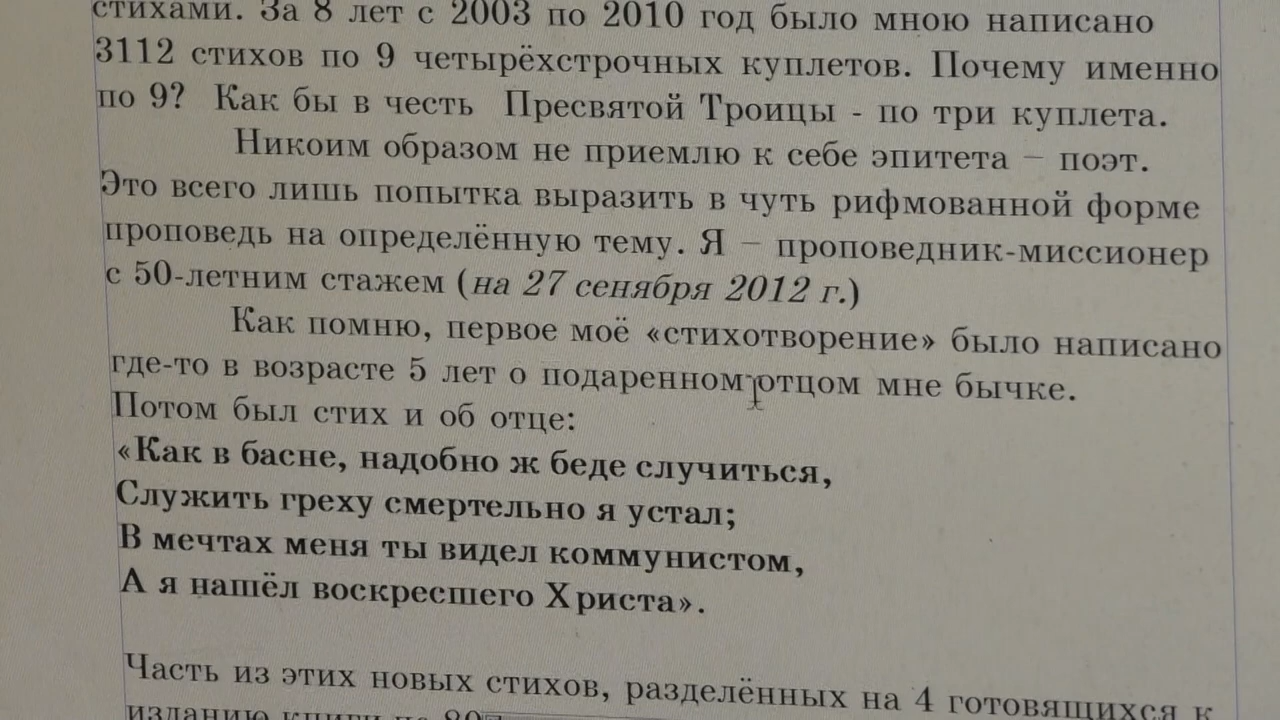 стихами. За 8 лет с 2003 по 2010 год было мною написано
3112 стихов по 9 четырёхстрочных куплетов. Почему именно
по 9? Как бы в честь Пресвятой Троицы - по три куплета.
Никоим образом не приемлю к себе эпитета – поэт.
Это всего лишь попытка выразить в чуть рифмованной форме
проповедь на определённую тему. Я – проповедник-миссионер
с 50-летним стажем (на 27 сенября 2012 г.)
Как помню, первое моё «стихотворение» было написано
где-то в возрасте 5 лет о подаренном отцом мне бычке.
Потом был стих и об отце:
«Как в басне, надобно ж беде случиться,
Служить греху смертельно я устал;
В мечтах меня ты видел коммунистом,
А я нашёл воскресшего Христа».
Часть из этих новых стихов, разделённых на 4 готовящихся к
изданию книги по